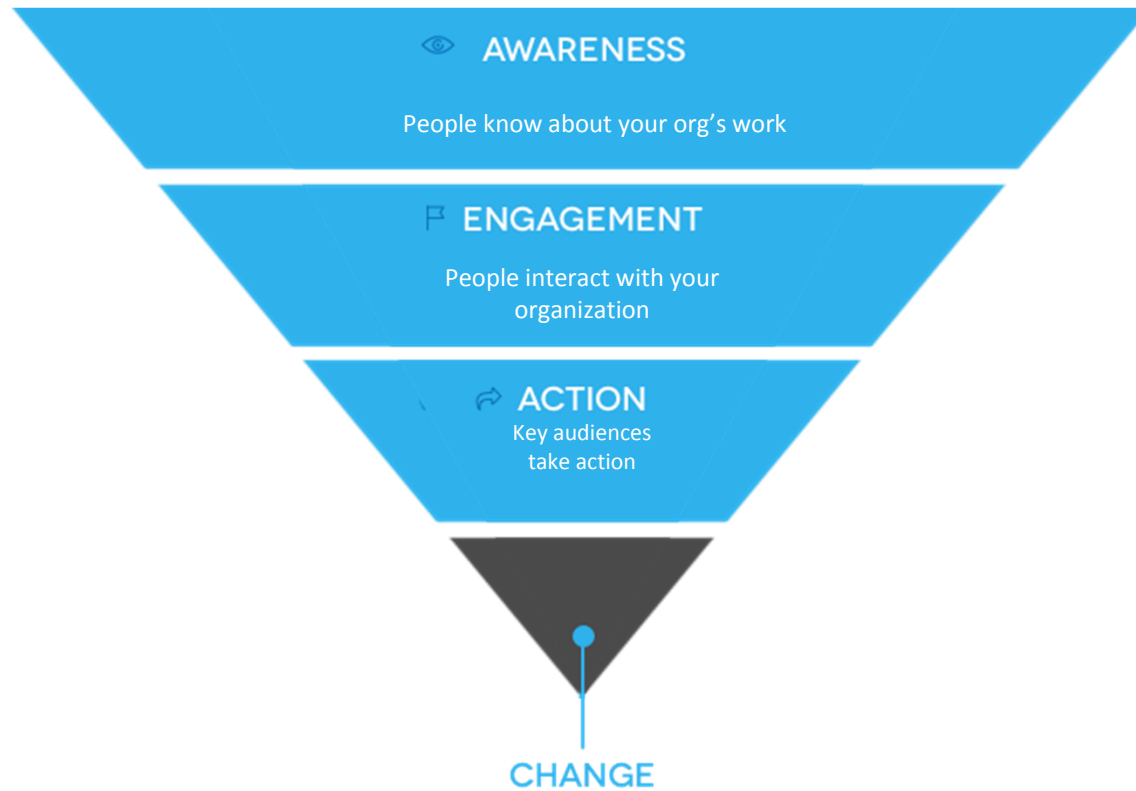 AWARENESS
People know about your org’s work
ENGAGEMENT
People interact with your
organization
ACTION
Key audiences
take action
CHANGE